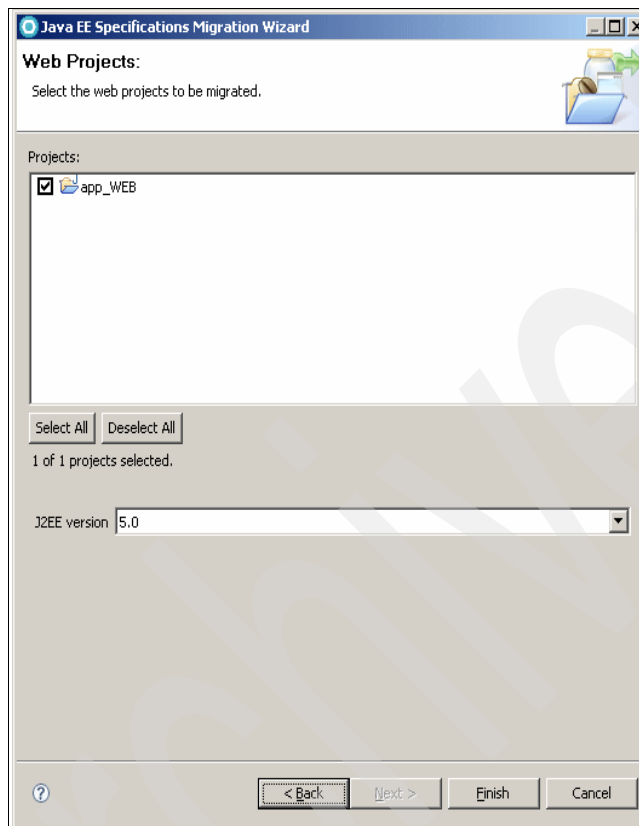 Java EE Specifications Migration Wizard
Web Projects:
Select the web projects to be migrated.
Projects:
app_WEB
Select All Deselect All
1 of 1 projects selected.
J2EE version 5.0
< Back Next > Finish Cancel